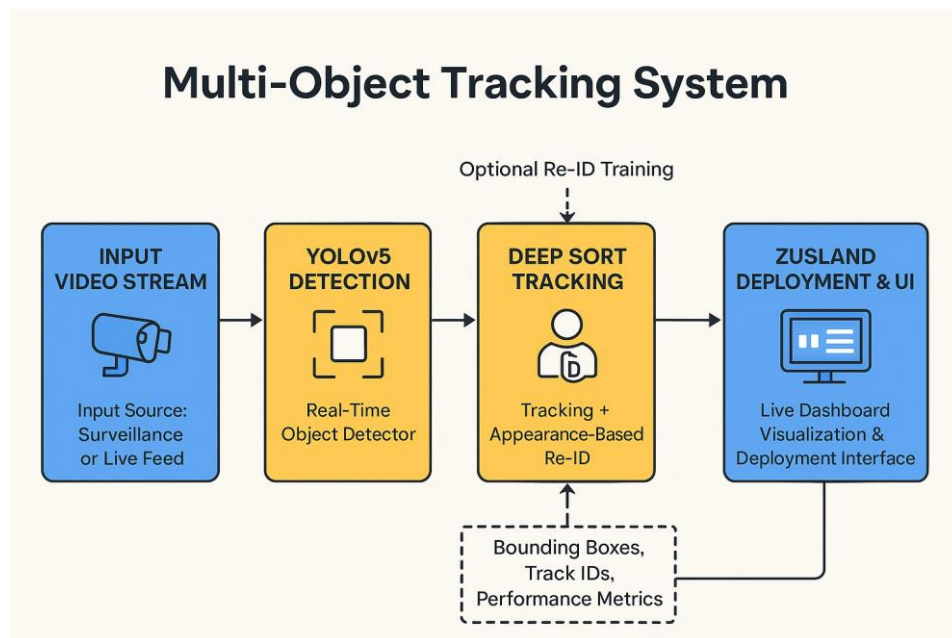 Multi-Object Tracking System
Optional Re-ID Training
INPUT
VIDEO STREAM
Input Source:
Surveillance
or Live Feed
YOLOv5
DETECTION
Real-Time
Object Detector
DEEP SORT
TRACKING
D
Tracking +
Appearance-Based
Re-ID
ZUSLAND
DEPLOYMENT & UI
Live Dashboard
Visualization &
Deployment Interface
Bounding Boxes,
Track IDs,
Performance Metrics